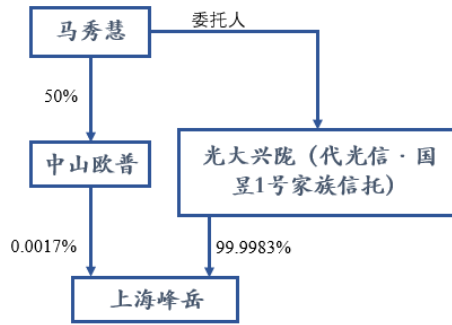 马秀慧
委托人
50%
中山欧普
光大兴陇（代光信·国
昱1号家族信托）
0.0017%
99.9983%
上海峰岳